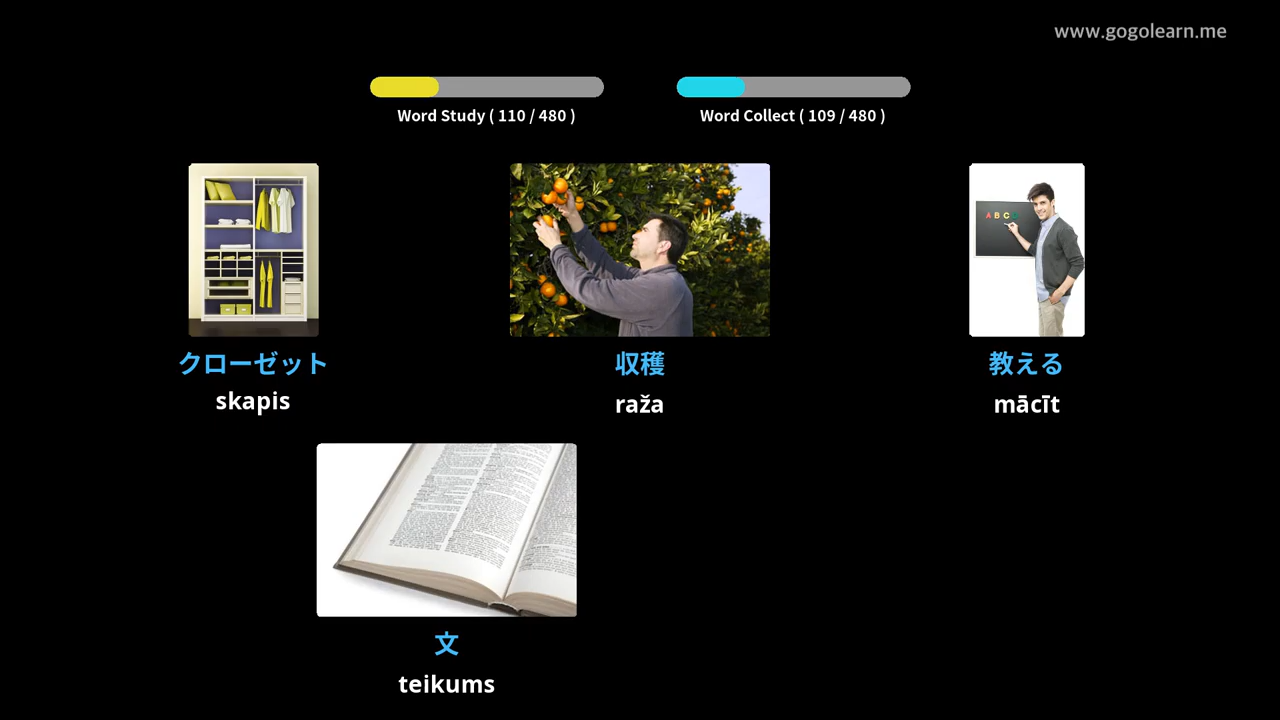 www.gogolearn.me
Word Study ( 110 / 480 )
Word Collect ( 109 / 480 )
クローゼット
skapis
収穫
raža
教える
mācīt
A B C D
文
teikums